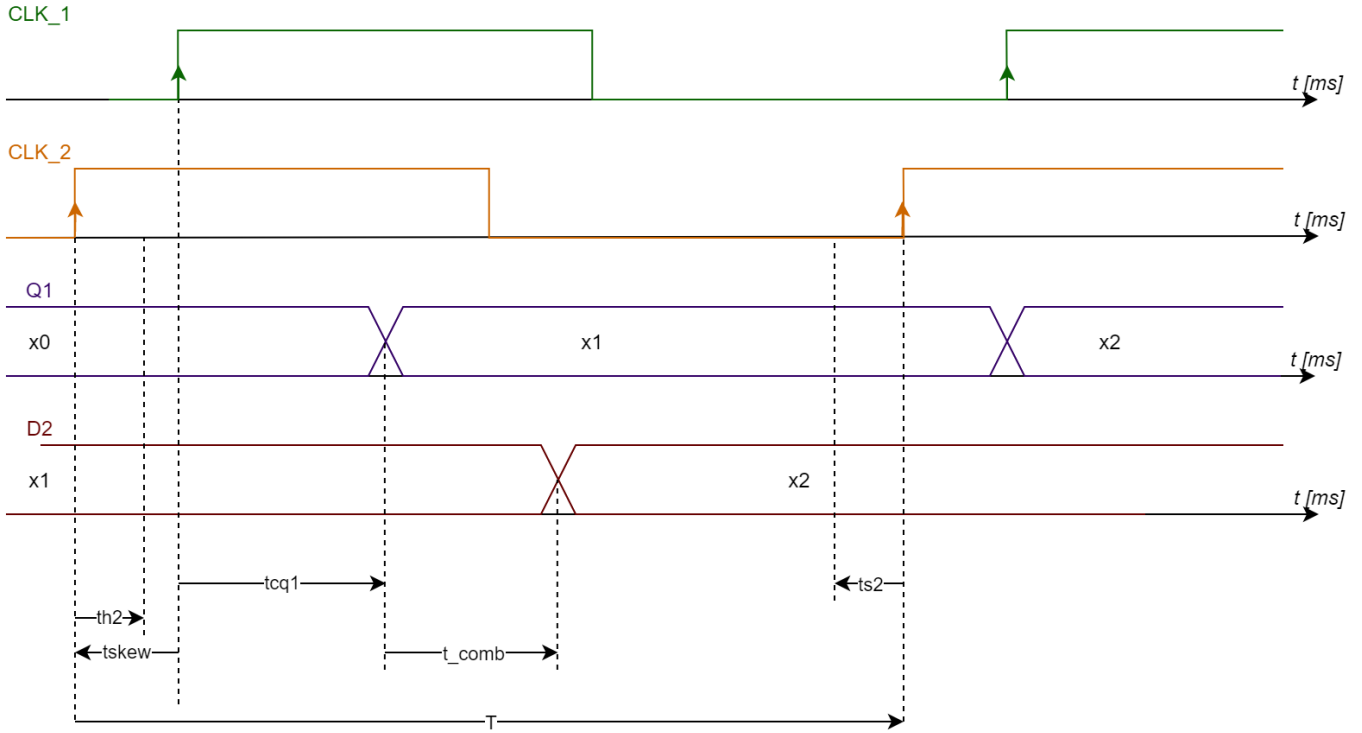 CLK_1
t [ms]
CLK_2
t [ms]
Q1
x0 x1 x2
t [ms]
D2
x1 x2
t [ms]
tcq1 ts2
th2
tskew t_comb
T